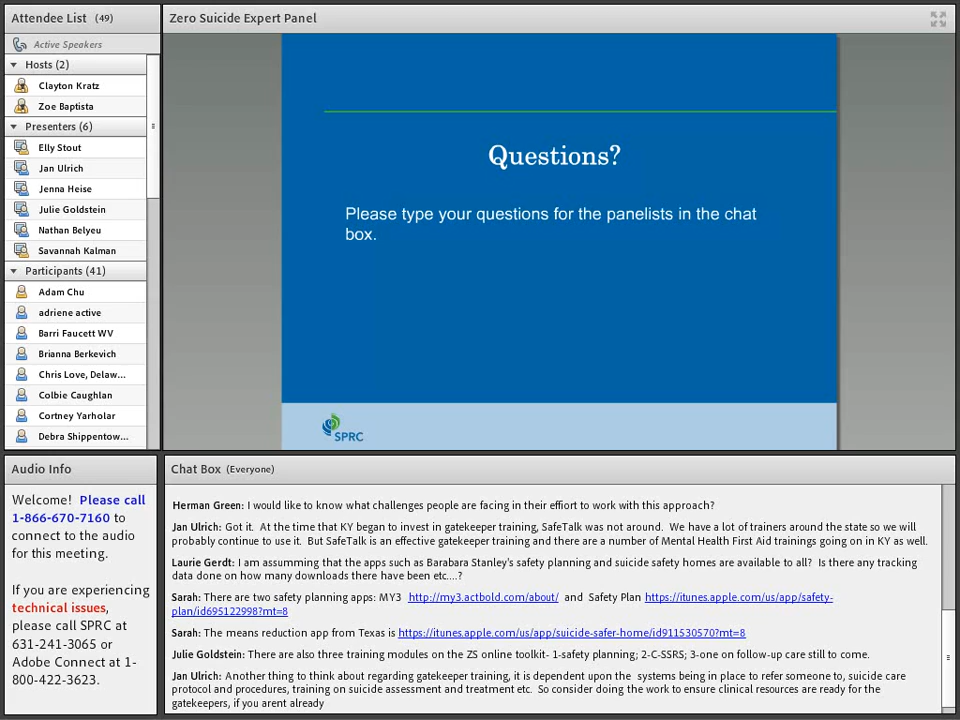 Attendee List (49)
Active Speakers
Hosts (2)
Clayton Kratz
Zoe Baptista
Presenters (6)
Elly Stout
Jan Ulrich
Jenna Heise
Julie Goldstein
Nathan Belyeu
Savannah Kalman
Participants (41)
Adam Chu
adriene active
Barri Faucett WV
Brianna Berkevich
Chris Love, Delaw...
Colbie Caughlan
Cortney Yarholar
Debra Shippentow...
Zero Suicide Expert Panel
Questions?
Please type your questions for the panelists in the chat
box.
SPRC
Audio Info
Welcome! Please call
1-866-670-7160 to
connect to the audio
for this meeting.
If you are experiencing
technical issues,
please call SPRC at
631-241-3065 or
Adobe Connect at 1-
800-422-3623.
Chat Box (Everyone)
Herman Green: I would like to know what challenges people are facing in their effiort to work with this approach?
Jan Ulrich: Got it. At the time that KY began to invest in gatekeeper training, SafeTalk was not around. We have a lot of trainers around the state so we will
probably continue to use it. But SafeTalk is an effective gatekeeper training and there are a number of Mental Health First Aid trainings going on in KY as well.
Laurie Gerdt: I am assumming that the apps such as Barabara Stanley's safety planning and suicide safety homes are available to all? Is there any tracking
data done on how many downloads there have been etc....?
Sarah: There are two safety planning apps: MY3 http://my3.actbold.com/about/ and Safety Plan https://itunes.apple.com/us/app/safety-
plan/id695122998?mt=8
Sarah: The means reduction app from Texas is https://itunes.apple.com/us/app/suicide-safer-home/id911530570?mt=8
Julie Goldstein: There are also three training modules on the ZS online toolkit- 1-safety planning; 2-C-SSRS; 3-one on follow-up care still to come.
Jan Ulrich: Another thing to think about regarding gatekeeper training, it is dependent upon the systems being in place to refer someone to, suicide care
protocol and procedures, training on suicide assessment and treatment etc. So consider doing the work to ensure clinical resources are ready for the
gatekeepers, if you arent already